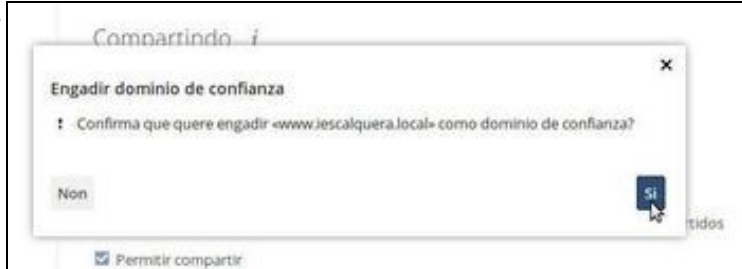 Compartindo i
Engadir dominio de confianza
Confirma que quere engadir «www.iescalquera.local» como dominio de confianza?
Non
Si
tidos
Permitir compartir